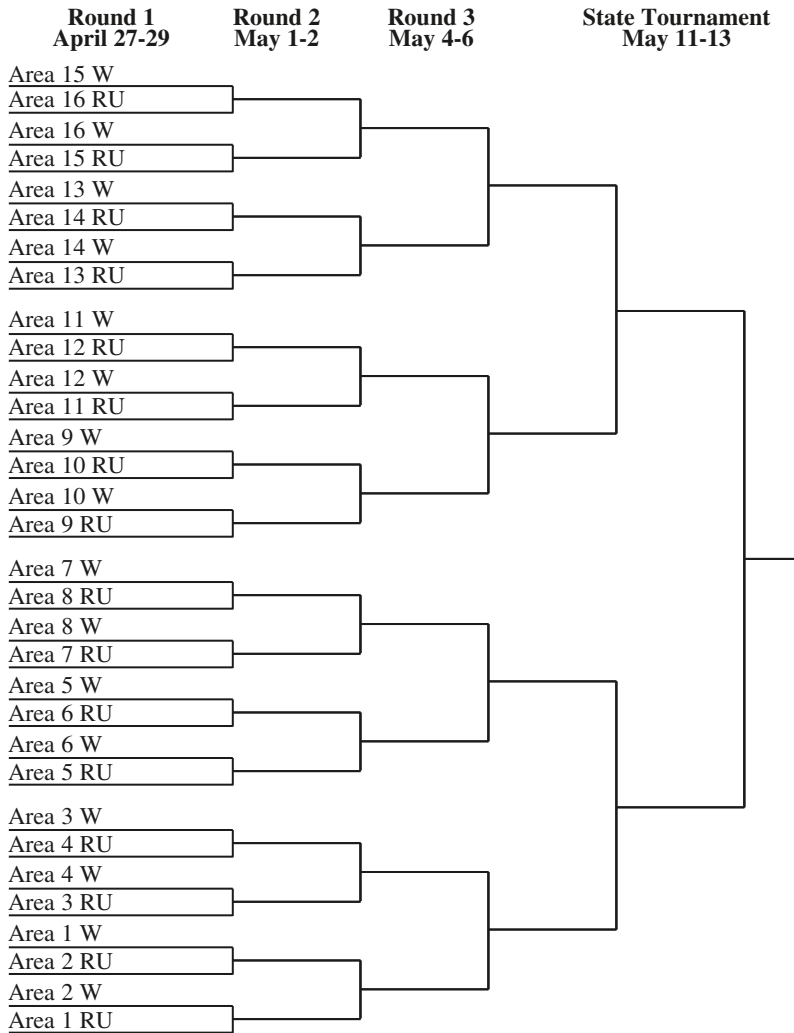 Round 1 Round 2 Round 3 State Tournament
April 27-29 May 1-2 May 4-6 May 11-13
Area 15 W
Area 16 RU
Area 16 W
Area 15 RU
Area 13 W
Area 14 RU
Area 14 W
Area 13 RU
Area 11 W
Area 12 RU
Area 12 W
Area 11 RU
Area 9 W
Area 10 RU
Area 10 W
Area 9 RU
Area 7 W
Area 8 RU
Area 8 W
Area 7 RU
Area 5 W
Area 6 RU
Area 6 W
Area 5 RU
Area 3 W
Area 4 RU
Area 4 W
Area 3 RU
Area 1 W
Area 2 RU
Area 2 W
Area 1 RU